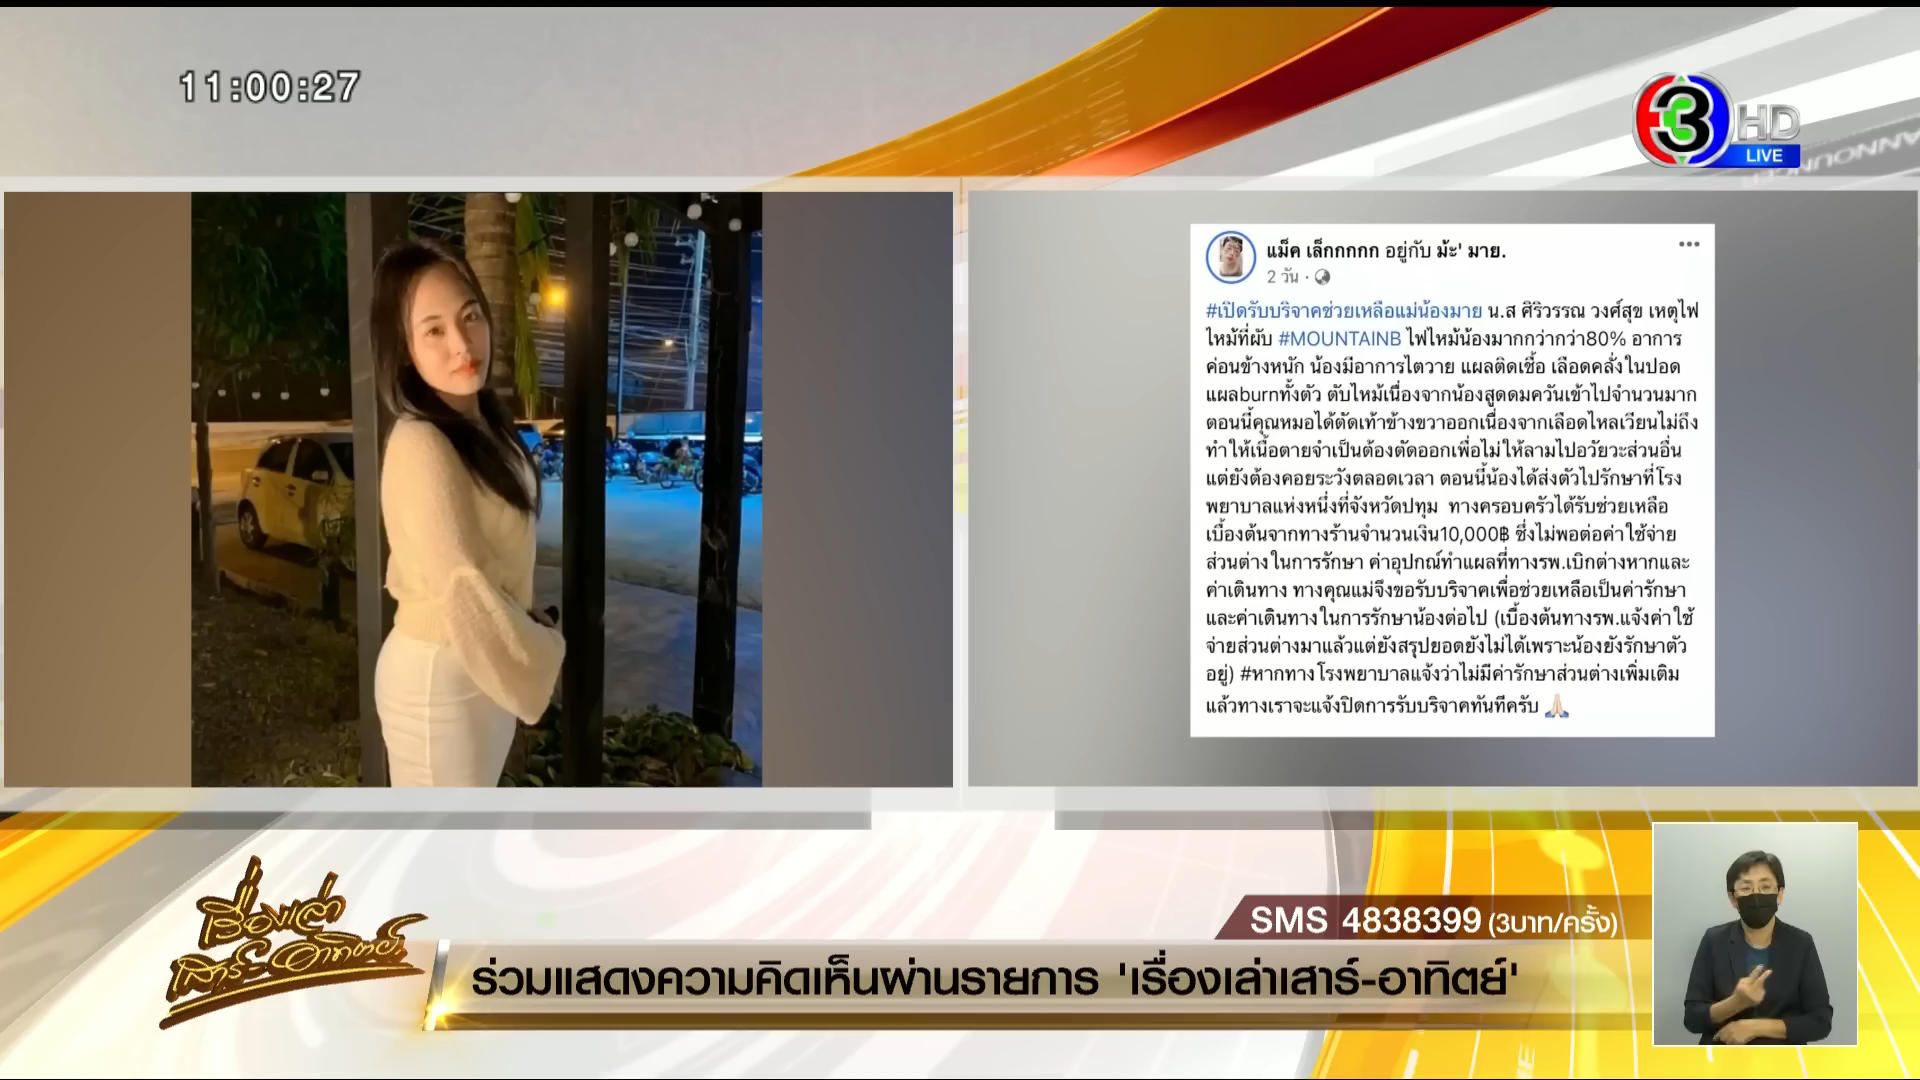 11:00:27
3 HD
LIVE
แม็ค เล็กกกกก อยู่กับ ม้ะ' มาย.
2 วัน ·
#เปิดรับบริจาคช่วยเหลือแม่น้องมาย น.ส ศิริวรรณ วงศ์สุข เหตุไฟ
ไหม้ที่ผับ #MOUNTAINB ไฟไหม้น้องมากกว่ากว่า80% อาการ
ค่อนข้างหนัก น้องมีอาการไตวาย แผลติดเชื้อ เลือดคลั่งในปอด
แผลburnทั้งตัว ตับไหม้เนื่องจากน้องสูดดมควันเข้าไปจำนวนมาก
ตอนนี้คุณหมอได้ตัดเท้าข้างขวาออกเนื่องจากเลือดไหลเวียนไม่ถึง
ทำให้เนื้อตายจำเป็นต้องตัดออกเพื่อไม่ให้ลามไปอวัยวะส่วนอื่น
แต่ยังต้องคอยระวังตลอดเวลา ตอนนี้น้องได้ส่งตัวไปรักษาที่โรง
พยาบาลแห่งหนึ่งที่จังหวัดปทุม ทางครอบครัวได้รับช่วยเหลือ
เบื้องต้นจากทางร้านจำนวนเงิน10,000฿ ซึ่งไม่พอต่อค่าใช้จ่าย
ส่วนต่างในการรักษา ค่าอุปกณ์ทำแผลที่ทางรพ.เบิกต่างหากและ
ค่าเดินทาง ทางคุณแม่จึงขอรับบริจาคเพื่อช่วยเหลือเป็นค่ารักษา
และค่าเดินทางในการรักษาน้องต่อไป (เบื้องต้นทางรพ.แจ้งค่าใช้
จ่ายส่วนต่างมาแล้วแต่ยังสรุปยอดยังไม่ได้เพราะน้องยังรักษาตัว
อยู่) #หากทางโรงพยาบาลแจ้งว่าไม่มีค่ารักษาส่วนต่างเพิ่มเติม
แล้วทางเราจะแจ้งปิดการรับบริจาคทันทีครับ 🙏🏻
เรื่องเล่า
เสาร์-อาทิตย์
SMS 4838399 (3บาท/ครั้ง)
ร่วมแสดงความคิดเห็นผ่านรายการ 'เรื่องเล่าเสาร์-อาทิตย์'